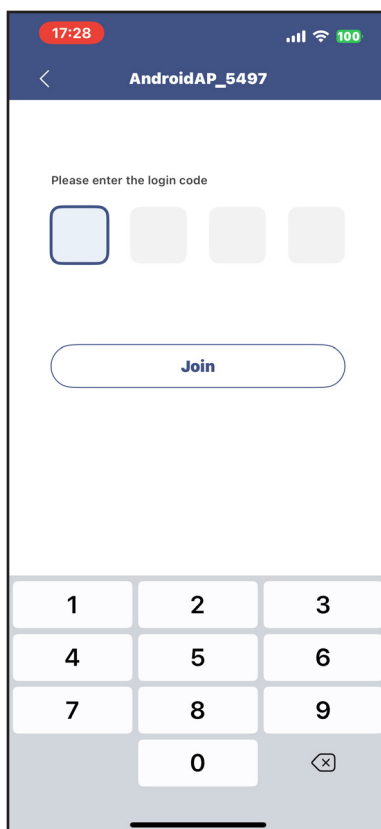 17:28 100
AndroidAP_5497
Please enter the login code
Join
1 2 3
4 5 6
7 8 9
0